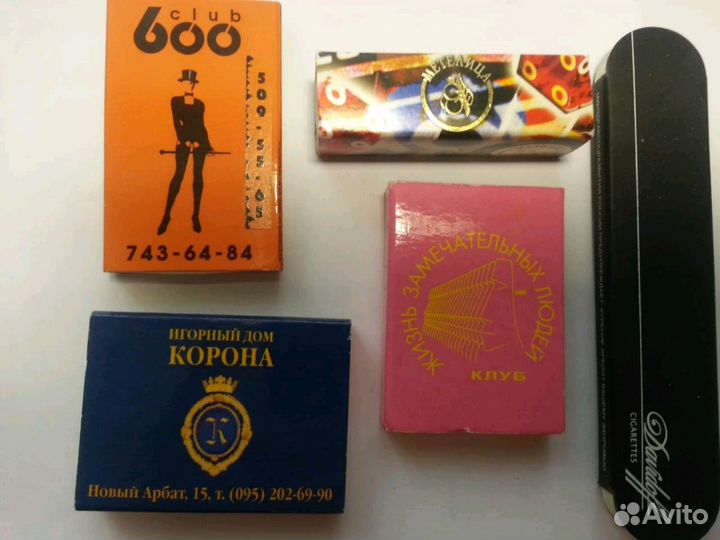 club
600
509-55-65
743-64-84
МЕТЕЛИЦА
ЖИЗНЬ ЗАМЕЧАТЕЛЬНЫХ ЛЮДЕЙ
КЛУБ
ИГОРНЫЙ ДОМ
КОРОНА
К
Новый Арбат, 15, т. (095) 202-69-90
Davidoff
CIGARETTES
Avito